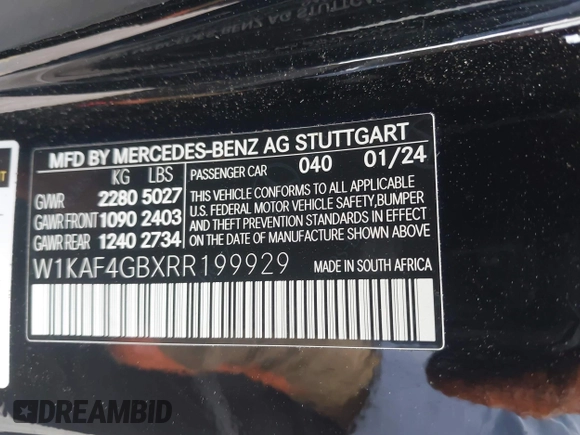 MFD BY MERCEDES-BENZ AG STUTTGART
KG LBS
GVWR 2280 5027
GAWR FRONT 1090 2403
GAWR REAR 1240 2734
PASSENGER CAR 040 01/24
THIS VEHICLE CONFORMS TO ALL APPLICABLE
U.S. FEDERAL MOTOR VEHICLE SAFETY,BUMPER
AND THEFT PREVENTION STANDARDS IN EFFECT
ON THE DATE OF MANUFACTURE SHOWN ABOVE
W1KAF4GBXRR199929 MADE IN SOUTH AFRICA
DREAMBID